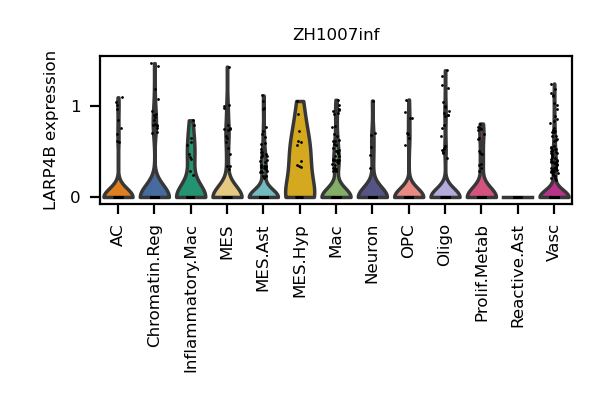 ZH1007inf
LARP4B expression
1
0
AC
Chromatin.Reg
Inflammatory.Mac
MES
MES.Ast
MES.Hyp
Mac
Neuron
OPC
Oligo
Prolif.Metab
Reactive.Ast
Vasc